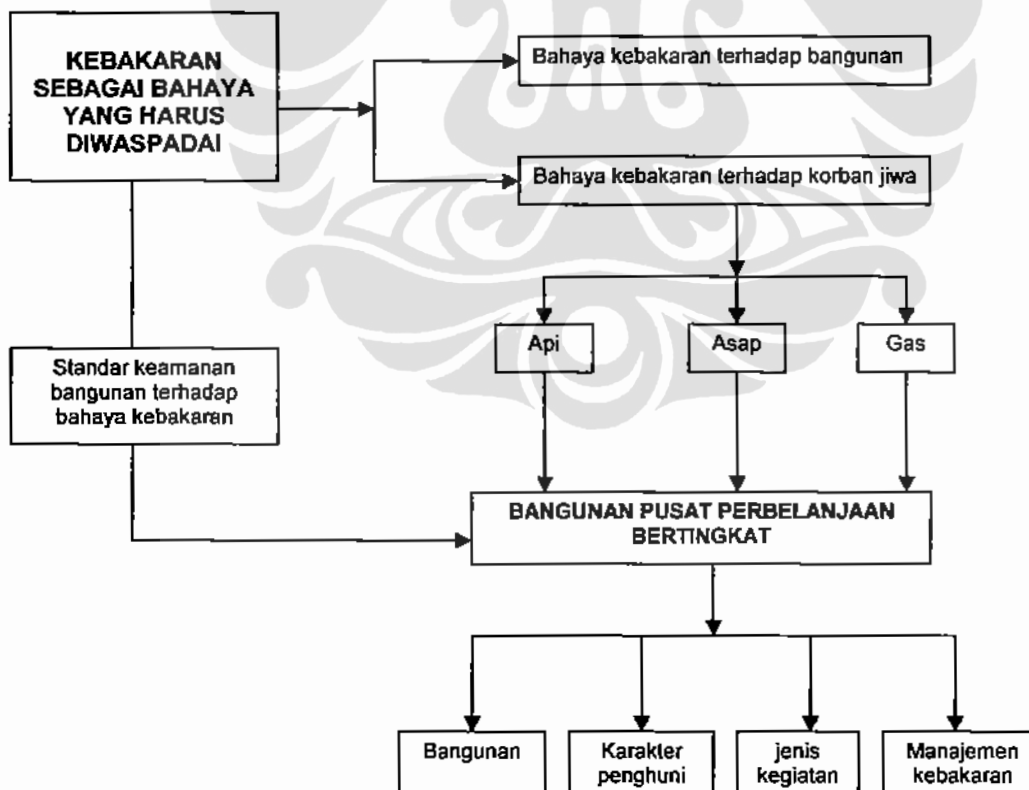 KEBAKARAN
SEBAGAI BAHAYA
YANG HARUS
DIWASPADAI
Bahaya kebakaran terhadap bangunan
Bahaya kebakaran terhadap korban jiwa
Api
Asap
Gas
Standar keamanan
bangunan terhadap
bahaya kebakaran
BANGUNAN PUSAT PERBELANJAAN
BERTINGKAT
Bangunan
Karakter
penghuni
jenis
kegiatan
Manajemen
kebakaran